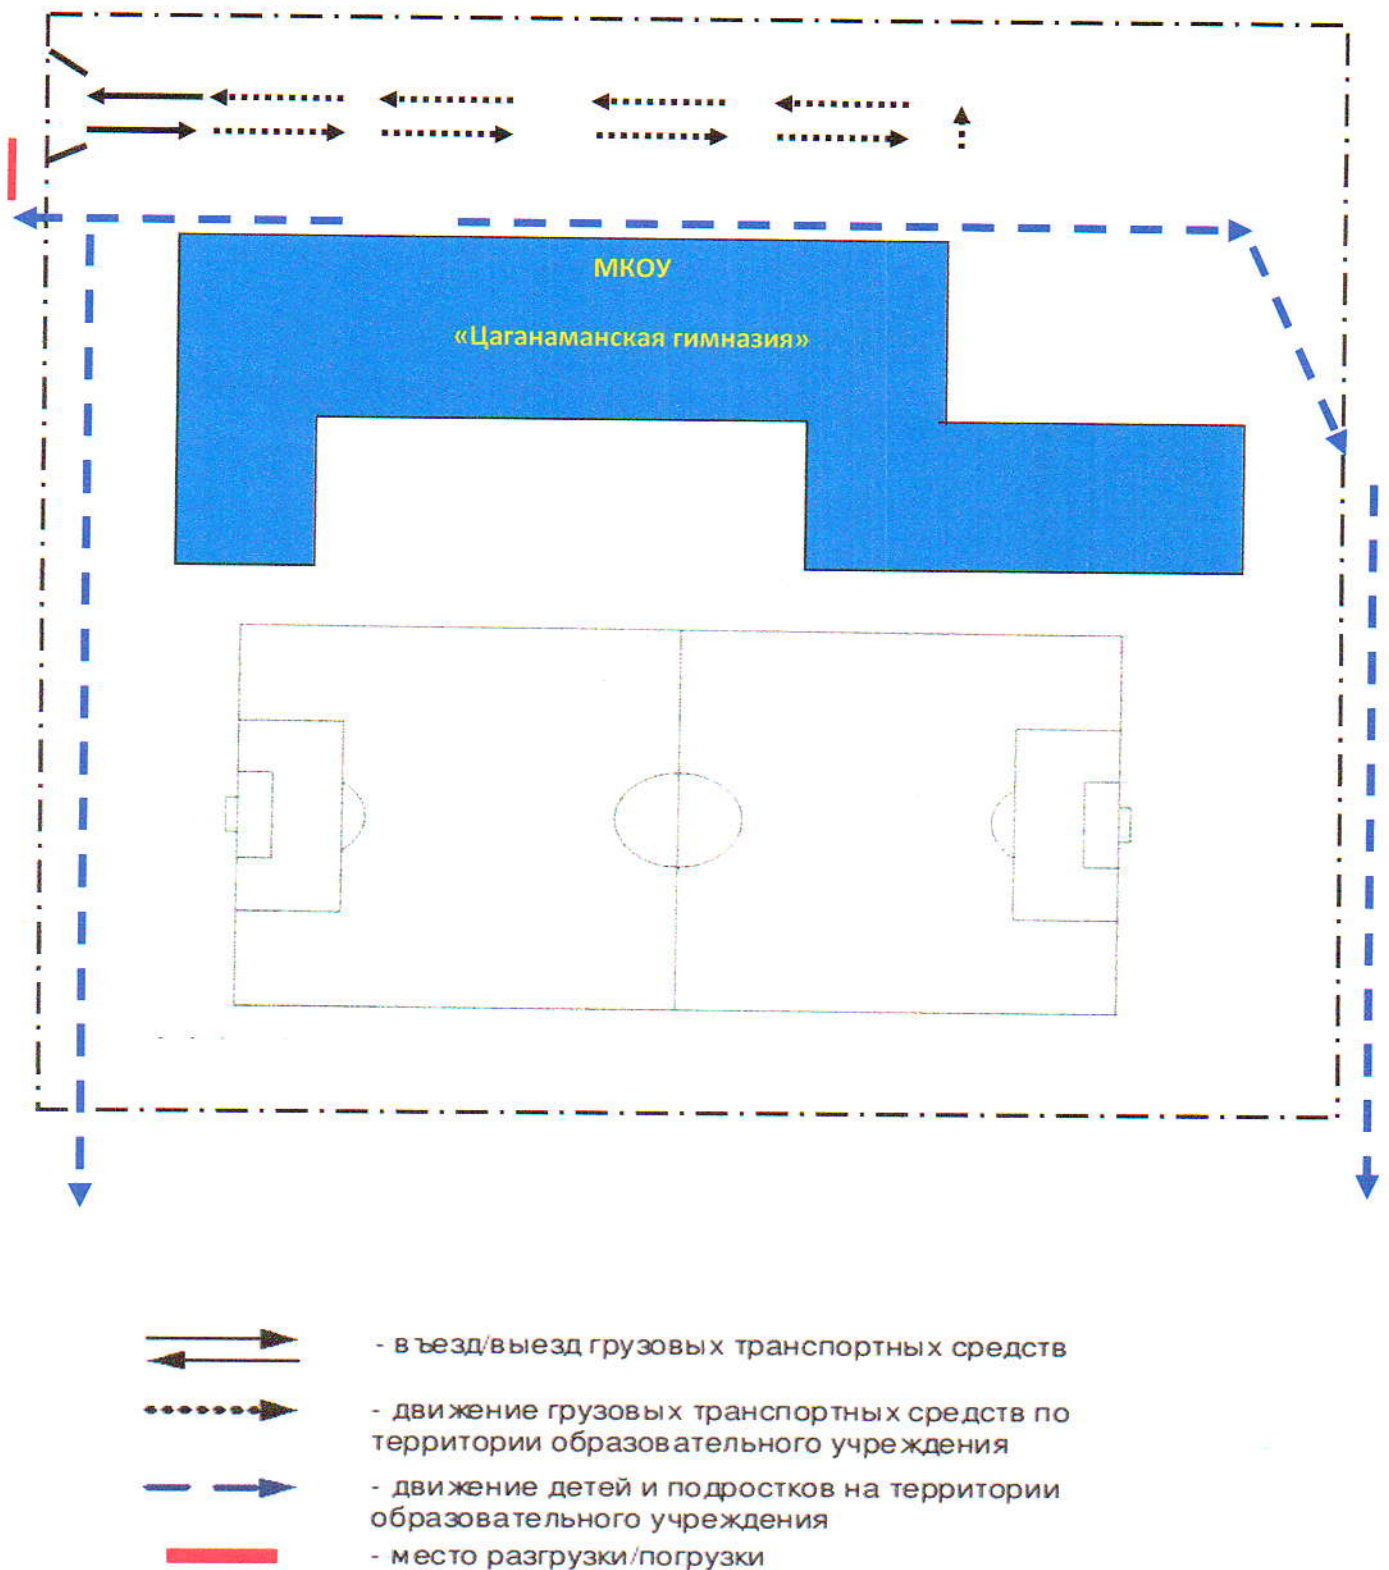 МКОУ
«Цаганаманская гимназия»
- въезд/выезд грузовых транспортных средств
- движение грузовых транспортных средств по
территории образовательного учреждения
- движение детей и подростков на территории
образовательного учреждения
- место разгрузки/погрузки